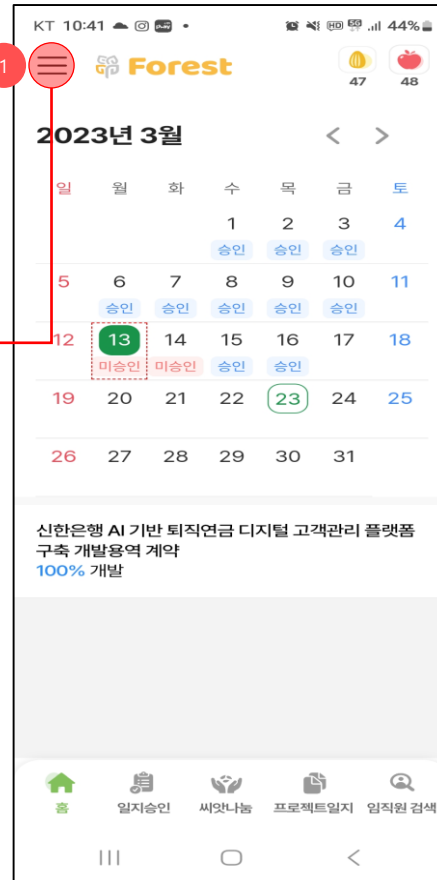 KT 10:41
44%
1
Forest
47 48
2023년 3월
< >
일 월 화 수 목 금 토
1 2 3 4
승인 승인 승인
5 6 7 8 9 10 11
승인 승인 승인 승인 승인
12 13 14 15 16 17 18
미승인 미승인 승인 승인
19 20 21 22 23 24 25
26 27 28 29 30 31
신한은행 AI 기반 퇴직연금 디지털 고객관리 플랫폼
구축 개발용역 계약
100% 개발
홈 일지승인 씨앗나눔 프로젝트일지 임직원 검색